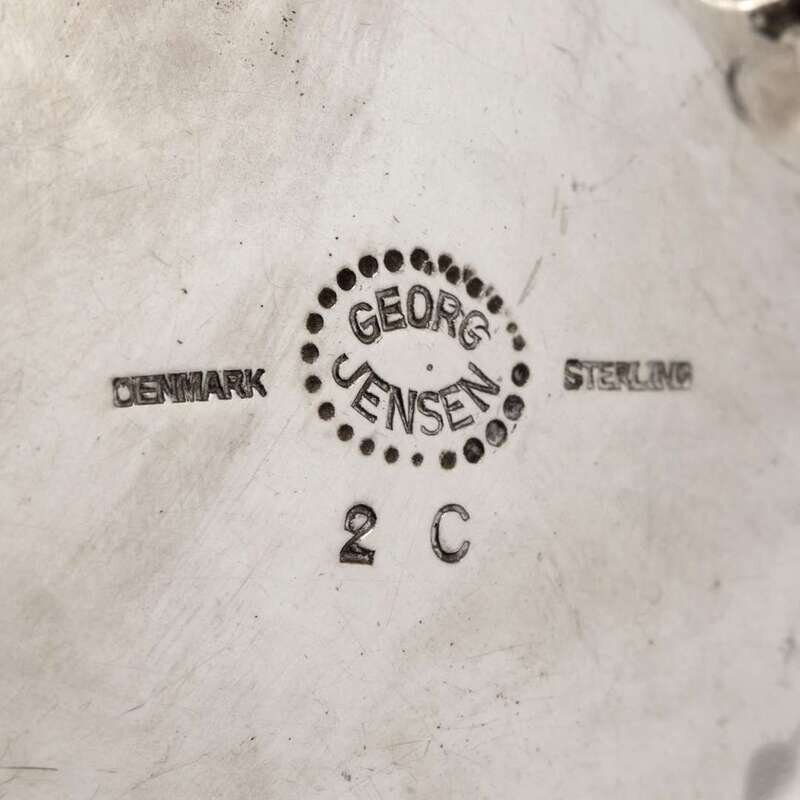 GEORG
JENSEN
DENMARK
STERLING
2 C